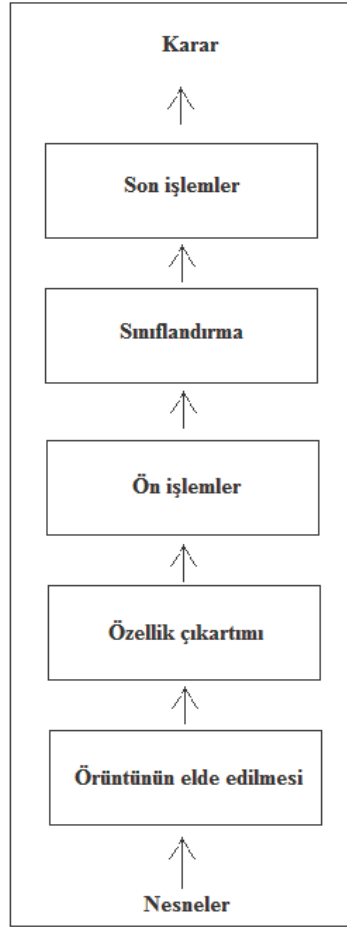 Karar
Son işlemler
Sınıflandırma
Ön işlemler
Özellik çıkartımı
Örüntünün elde edilmesi
Nesneler